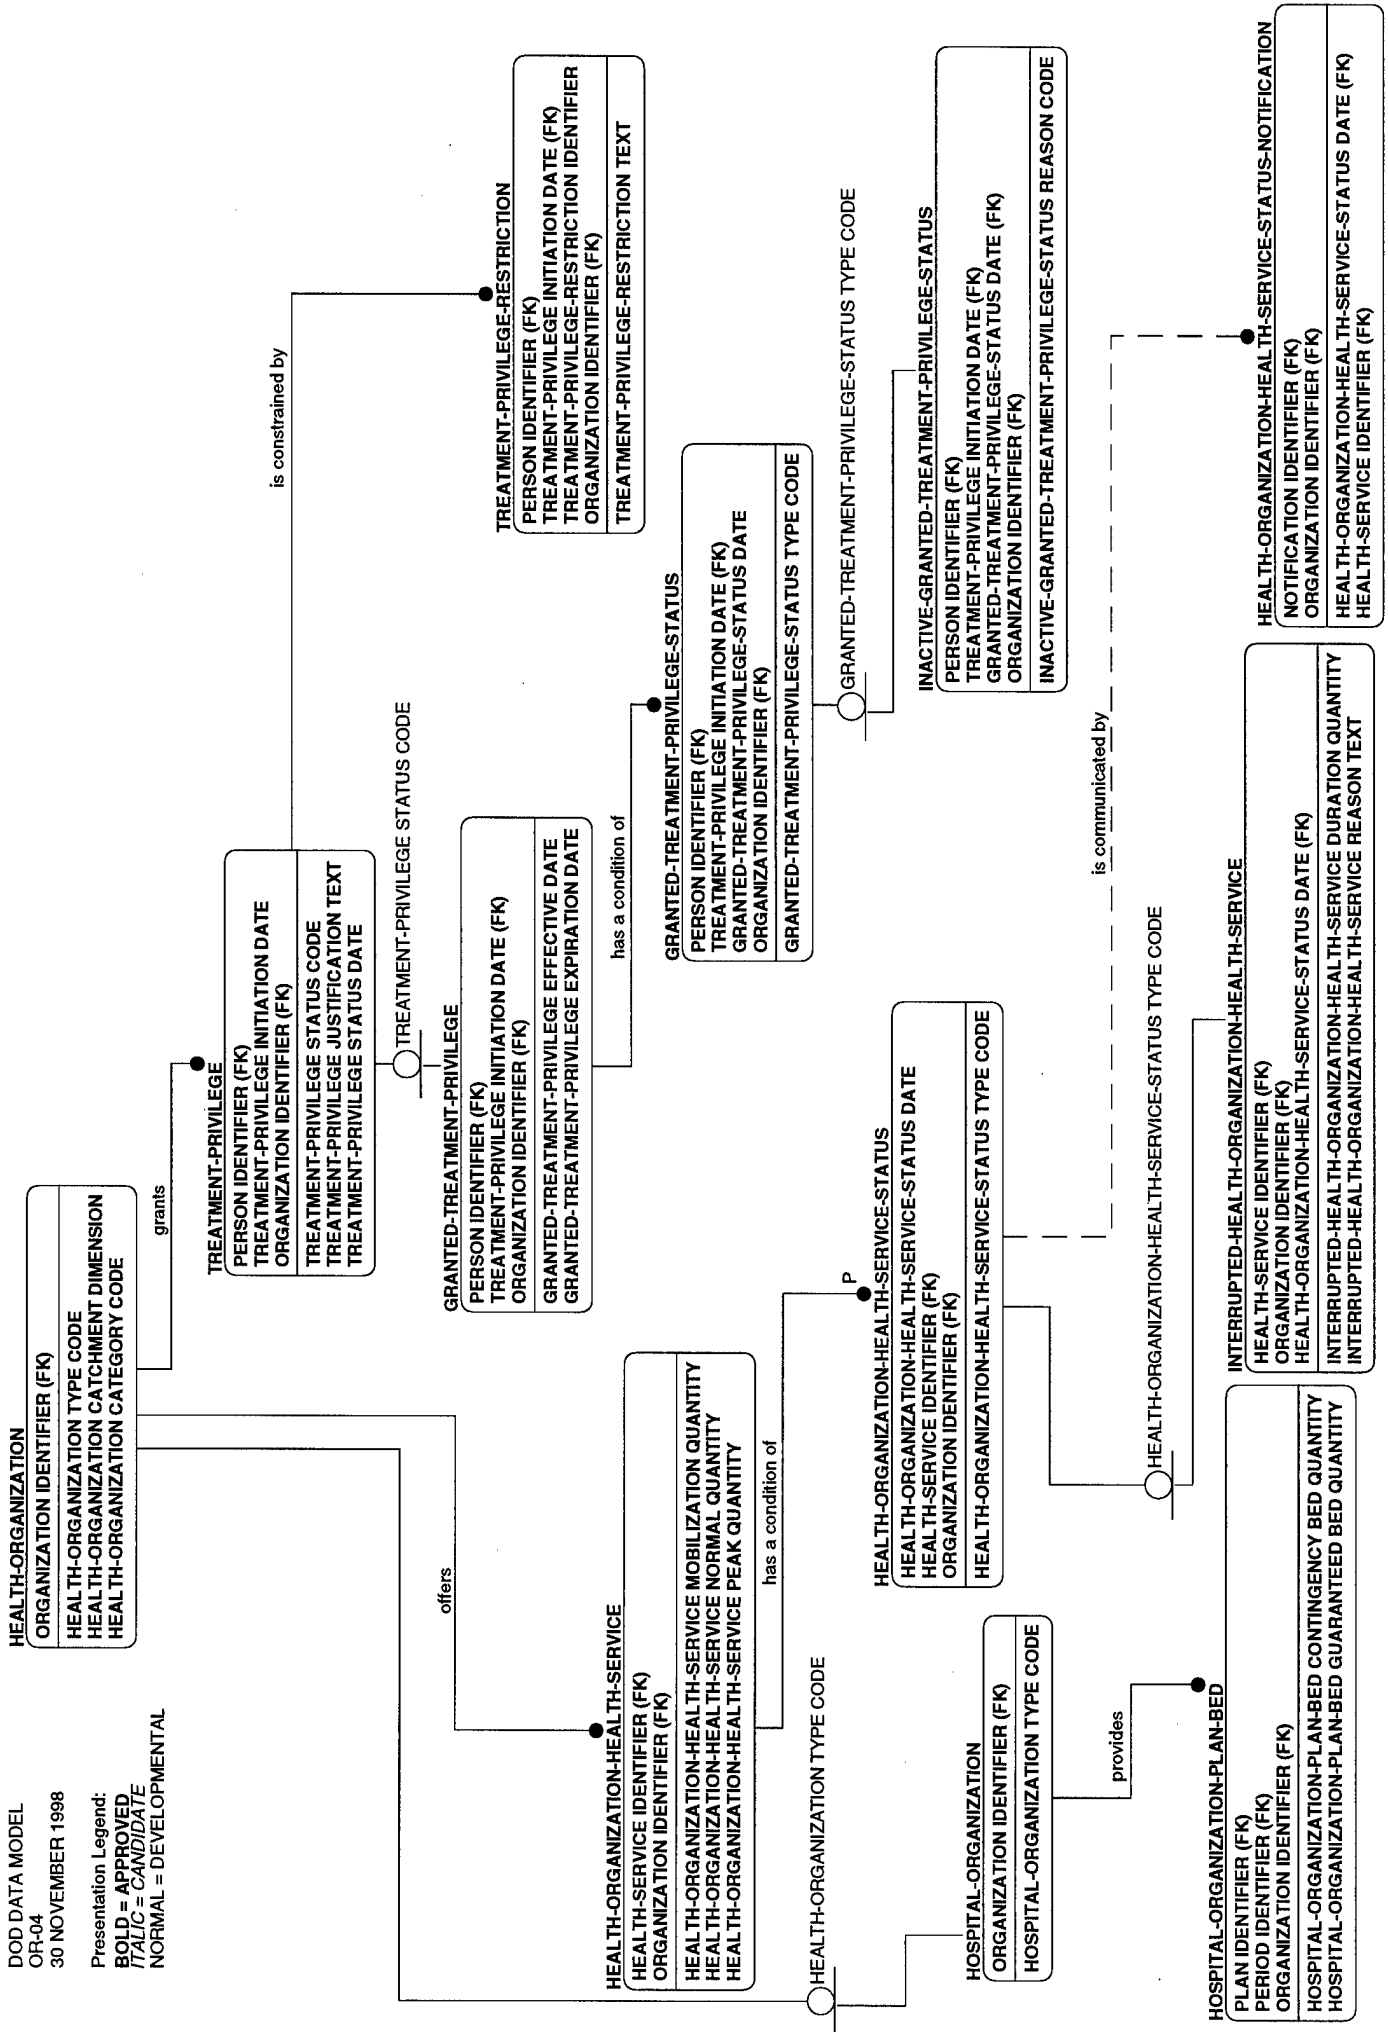 DOD DATA MODEL
OR-04
30 NOVEMBER 1998
Presentation Legend:
BOLD = APPROVED
ITALIC = CANDIDATE
NORMAL = DEVELOPMENTAL
HEALTH-ORGANIZATION
ORGANIZATION IDENTIFIER (FK)
HEALTH-ORGANIZATION TYPE CODE
HEALTH-ORGANIZATION CATCHMENT DIMENSION
HEALTH-ORGANIZATION CATEGORY CODE
grants
TREATMENT-PRIVILEGE
PERSON IDENTIFIER (FK)
TREATMENT-PRIVILEGE INITIATION DATE
ORGANIZATION IDENTIFIER (FK)
TREATMENT-PRIVILEGE STATUS CODE
TREATMENT-PRIVILEGE JUSTIFICATION TEXT
TREATMENT-PRIVILEGE STATUS DATE
is constrained by
TREATMENT-PRIVILEGE-RESTRICTION
PERSON IDENTIFIER (FK)
TREATMENT-PRIVILEGE INITIATION DATE (FK)
TREATMENT-PRIVILEGE-RESTRICTION IDENTIFIER
ORGANIZATION IDENTIFIER (FK)
TREATMENT-PRIVILEGE-RESTRICTION TEXT
TREATMENT-PRIVILEGE STATUS CODE
GRANTED-TREATMENT-PRIVILEGE
PERSON IDENTIFIER (FK)
TREATMENT-PRIVILEGE INITIATION DATE (FK)
ORGANIZATION IDENTIFIER (FK)
GRANTED-TREATMENT-PRIVILEGE EFFECTIVE DATE
GRANTED-TREATMENT-PRIVILEGE EXPIRATION DATE
has a condition of
GRANTED-TREATMENT-PRIVILEGE-STATUS
PERSON IDENTIFIER (FK)
TREATMENT-PRIVILEGE INITIATION DATE (FK)
GRANTED-TREATMENT-PRIVILEGE-STATUS DATE
ORGANIZATION IDENTIFIER (FK)
GRANTED-TREATMENT-PRIVILEGE-STATUS TYPE CODE
GRANTED-TREATMENT-PRIVILEGE-STATUS TYPE CODE
INACTIVE-GRANTED-TREATMENT-PRIVILEGE-STATUS
PERSON IDENTIFIER (FK)
TREATMENT-PRIVILEGE INITIATION DATE (FK)
GRANTED-TREATMENT-PRIVILEGE-STATUS DATE (FK)
ORGANIZATION IDENTIFIER (FK)
INACTIVE-GRANTED-TREATMENT-PRIVILEGE-STATUS REASON CODE
offers
HEALTH-ORGANIZATION-HEALTH-SERVICE
HEALTH-SERVICE IDENTIFIER (FK)
ORGANIZATION IDENTIFIER (FK)
HEALTH-ORGANIZATION-HEALTH-SERVICE MOBILIZATION QUANTITY
HEALTH-ORGANIZATION-HEALTH-SERVICE NORMAL QUANTITY
HEALTH-ORGANIZATION-HEALTH-SERVICE PEAK QUANTITY
has a condition of
P
HEALTH-ORGANIZATION-HEALTH-SERVICE-STATUS
HEALTH-ORGANIZATION-HEALTH-SERVICE-STATUS DATE
HEALTH-SERVICE IDENTIFIER (FK)
ORGANIZATION IDENTIFIER (FK)
HEALTH-ORGANIZATION-HEALTH-SERVICE-STATUS TYPE CODE
is communicated by
HEALTH-ORGANIZATION-HEALTH-SERVICE-STATUS-NOTIFICATION
NOTIFICATION IDENTIFIER (FK)
ORGANIZATION IDENTIFIER (FK)
HEALTH-ORGANIZATION-HEALTH-SERVICE-STATUS DATE (FK)
HEALTH-SERVICE IDENTIFIER (FK)
HEALTH-ORGANIZATION-HEALTH-SERVICE-STATUS TYPE CODE
INTERRUPTED-HEALTH-ORGANIZATION-HEALTH-SERVICE
HEALTH-SERVICE IDENTIFIER (FK)
ORGANIZATION IDENTIFIER (FK)
HEALTH-ORGANIZATION-HEALTH-SERVICE-STATUS DATE (FK)
INTERRUPTED-HEALTH-ORGANIZATION-HEALTH-SERVICE DURATION QUANTITY
INTERRUPTED-HEALTH-ORGANIZATION-HEALTH-SERVICE REASON TEXT
HEALTH-ORGANIZATION TYPE CODE
HOSPITAL-ORGANIZATION
ORGANIZATION IDENTIFIER (FK)
HOSPITAL-ORGANIZATION TYPE CODE
provides
HOSPITAL-ORGANIZATION-PLAN-BED
PLAN IDENTIFIER (FK)
PERIOD IDENTIFIER (FK)
ORGANIZATION IDENTIFIER (FK)
HOSPITAL-ORGANIZATION-PLAN-BED CONTINGENCY BED QUANTITY
HOSPITAL-ORGANIZATION-PLAN-BED GUARANTEED BED QUANTITY